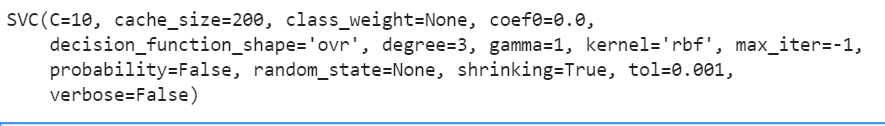 SVC(C=10, cache_size=200, class_weight=None, coef0=0.0,
decision_function_shape='ovr', degree=3, gamma=1, kernel='rbf', max_iter=-1,
probability=False, random_state=None, shrinking=True, tol=0.001,
verbose=False)